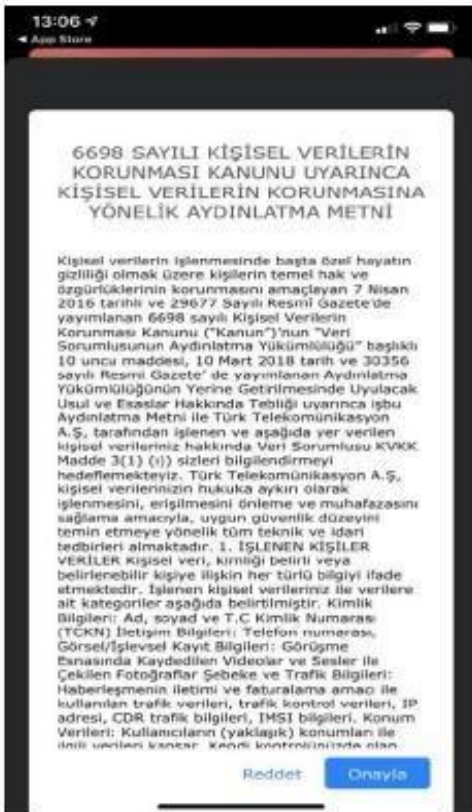 13:06
App Store
6698 SAYILI KİŞİSEL VERİLERİN
KORUNMASI KANUNU UYARINCA
KİŞİSEL VERİLERİN KORUNMASINA
YÖNELİK AYDINLATMA METNİ
Kişisel verilerin işlenmesinde başta özel hayatın
gizliliği olmak üzere kişilerin temel hak ve
özgürlüklerinin korunmasını amaçlayan 7 Nisan
2016 tarihli ve 29677 Sayılı Resmî Gazete'de
yayımlanan 6698 sayılı Kişisel Verilerin
Korunması Kanunu ("Kanun")'nun "Veri
Sorumlusunun Aydınlatma Yükümlülüğü" başlıklı
10 uncu maddesi, 10 Mart 2018 tarih ve 30356
sayılı Resmi Gazete' de yayımlanan Aydınlatma
Yükümlülüğünün Yerine Getirilmesinde Uyulacak
Usul ve Esaslar Hakkında Tebliği uyarınca işbu
Aydınlatma Metni ile Türk Telekomünikasyon
A.Ş, tarafından işlenen ve aşağıda yer verilen
kişisel verileriniz hakkında Veri Sorumlusu KVKK
Madde 3(1) (ı)) sizleri bilgilendirmeyi
hedeflemekteyiz. Türk Telekomünikasyon A.Ş,
kişisel verilerinizin hukuka aykırı olarak
işlenmesini, erişilmesini önleme ve muhafazasını
sağlama amacıyla, uygun güvenlik düzeyini
temin etmeye yönelik tüm teknik ve idari
tedbirleri almaktadır. 1. İŞLENEN KİŞİLER
VERİLER Kişisel veri, kimliği belirli veya
belirlenebilir kişiye ilişkin her türlü bilgiyi ifade
etmektedir. İşlenen kişisel verileriniz ile verilere
ait kategoriler aşağıda belirtilmiştir. Kimlik
Bilgileri: Ad, soyad ve T.C Kimlik Numarası
(TCKN) İletişim Bilgileri: Telefon numarası,
Görsel/İşlevsel Kayıt Bilgileri: Görüşme
Esnasında Kaydedilen Videolar ve Sesler ile
Çekilen Fotoğraflar Şebeke ve Trafik Bilgileri:
Haberleşmenin iletimi ve faturalama amacı ile
kullanılan trafik verileri, trafik kontrol verileri, IP
adresi, CDR trafik bilgileri, IMSI bilgileri. Konum
Verileri: Kullanıcıların (yaklaşık) konumları ile
ilgili verileri kapsar. Kendi kontrolünüzde olan
Reddet
Onayla